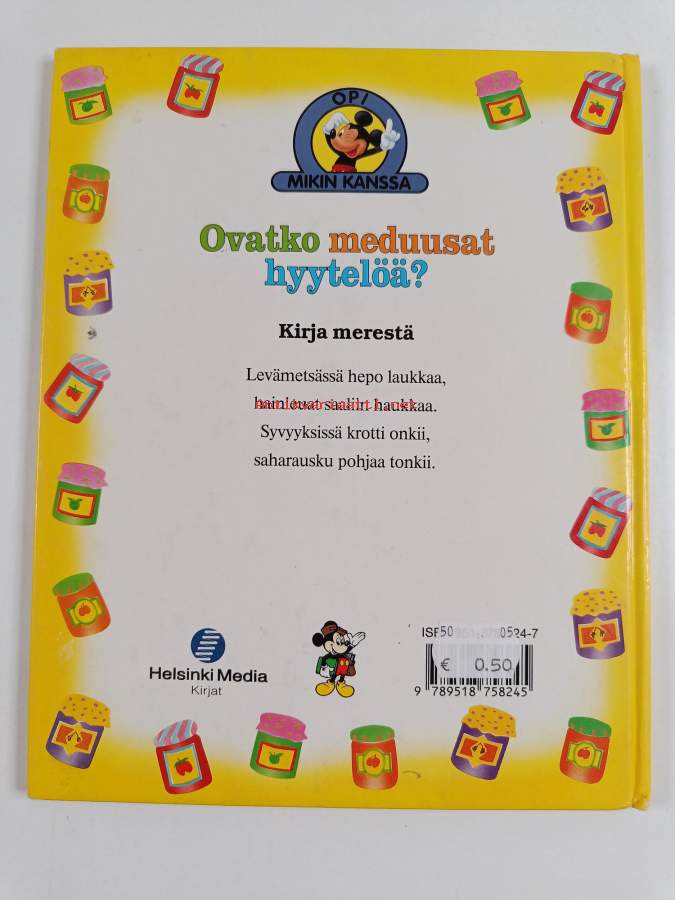 OPI
MIKIN KANSSA
Ovatko meduusat
hyytelöä?
Kirja merestä
Levämetsässä hepo laukkaa,
haukkaa.
Syvyyksissä krotti onkii,
saharausku pohjaa tonkii.
Helsinki Media
Kirjat
€ 0.50
9 789518 758245